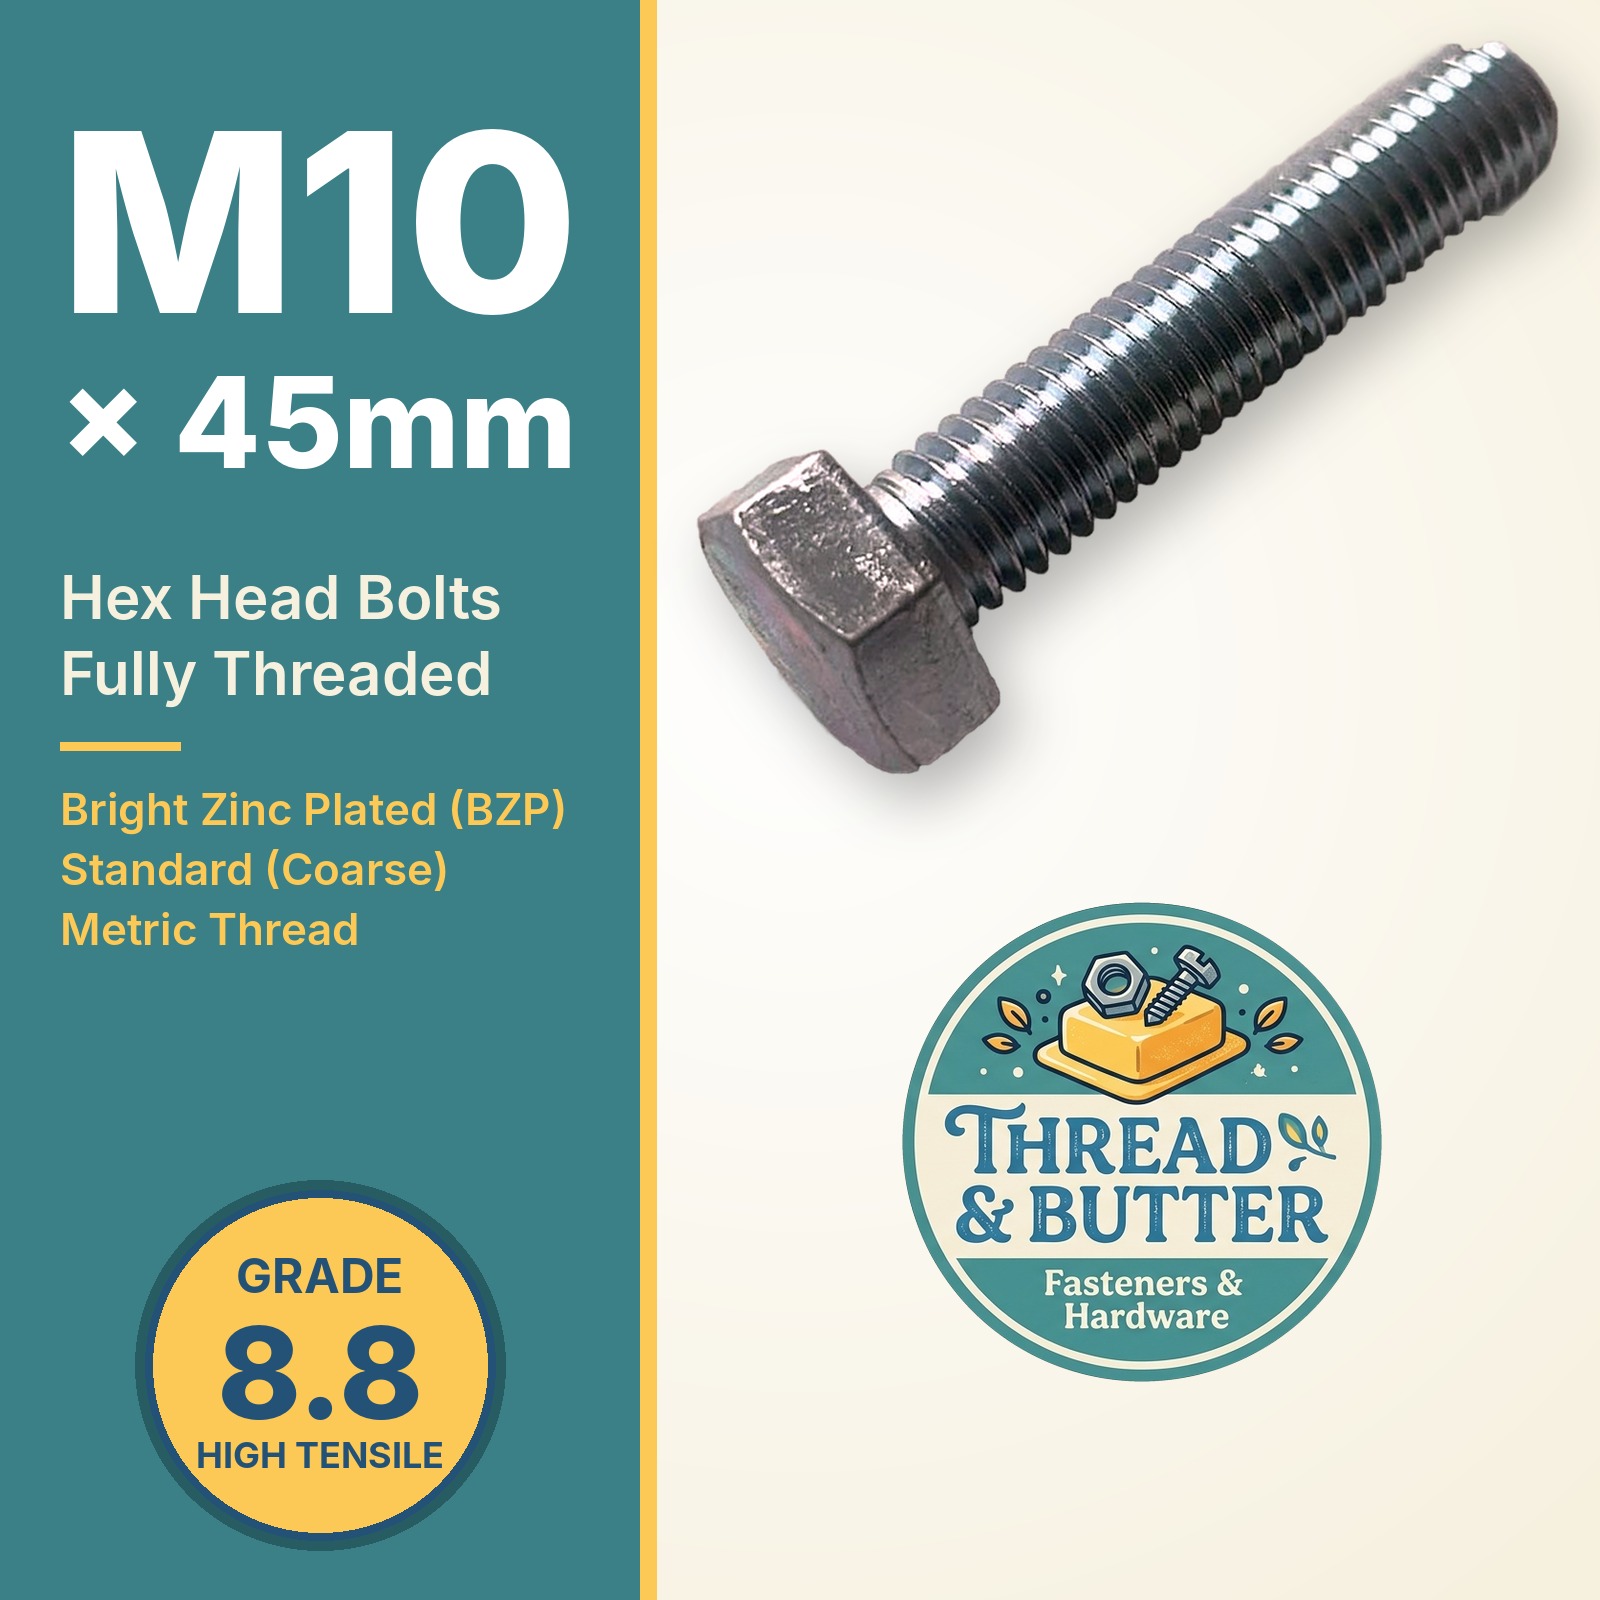 M10
× 45mm
Hex Head Bolts
Fully Threaded
Bright Zinc Plated (BZP)
Standard (Coarse)
Metric Thread
GRADE
8.8
HIGH TENSILE
THREAD
& BUTTER
Fasteners &
Hardware